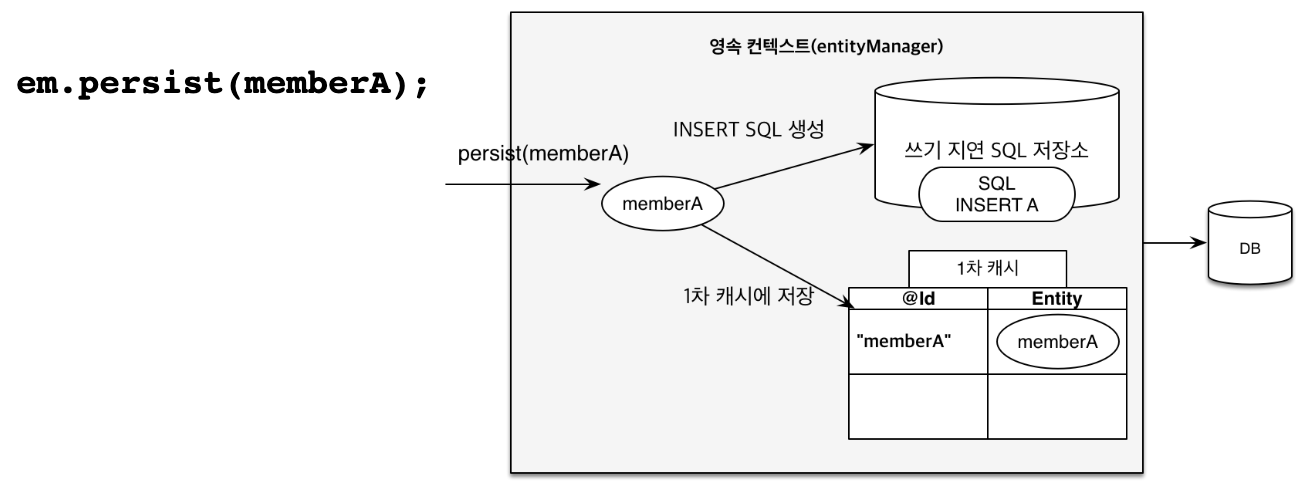 영속 컨텍스트(entityManager)
em.persist(memberA);
INSERT SQL 생성
persist(memberA)
쓰기 지연 SQL 저장소
SQL
INSERT A
memberA
DB
1차 캐시
1차 캐시에 저장
@Id Entity
"memberA" memberA